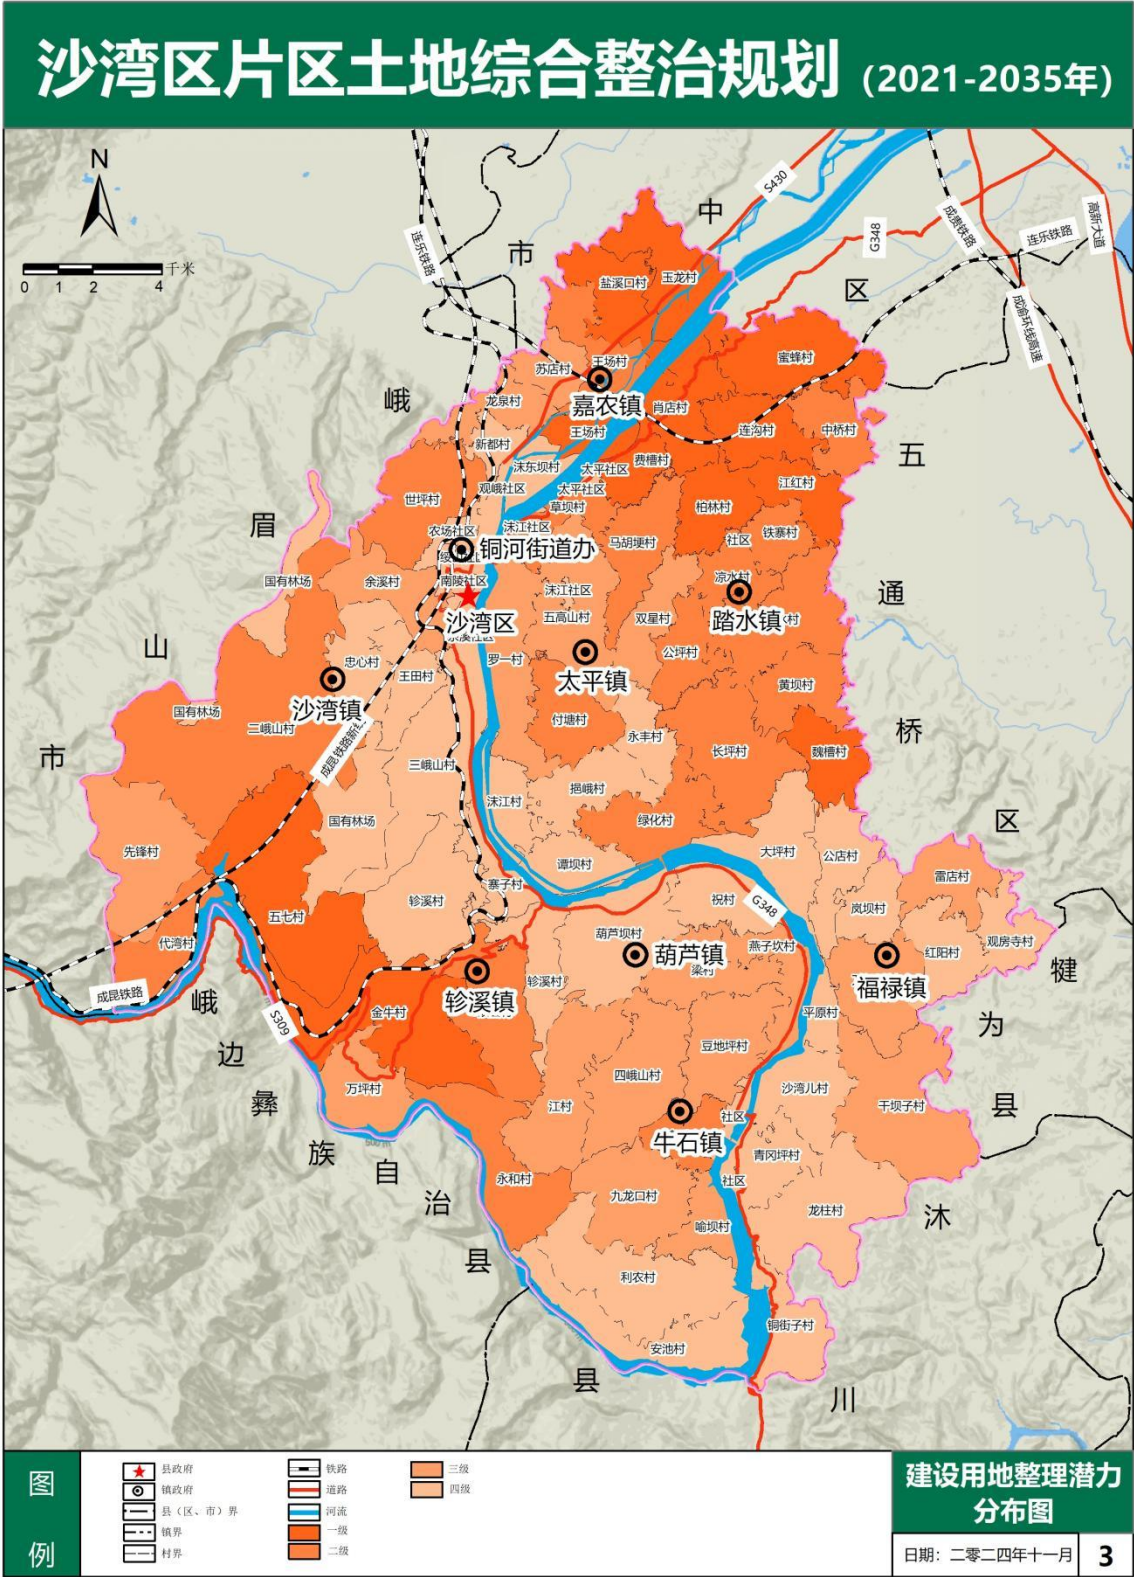 沙湾区片区土地综合整治规划 (2021-2035年)
N
千米
0 1 2 4
S430
中
市
高新大道
成贵铁路
连乐铁路
G348
连乐铁路
区
成渝环线高速
盐溪口村
玉龙村
王场村
苏店村
蜜蜂村
峨
嘉农镇
龙泉村
肖店村
王场村
连沟村
中桥村
新都村
五
费槽村
沫东坝村
太平社区
江红村
观峨社区
太平社区
世坪村
草坝村
柏林村
眉
农场社区
沫江社区
铁寨村
社区
马胡埂村
铜河街道办
南陵社区
国有林场
余溪村
凉水村
沫江社区
通
五高山村
双星村
踏水镇
沙湾区
山
公坪村
罗一村
忠心村
王田村
太平镇
黄坝村
沙湾镇
国有林场
三峨山村
付塘村
桥
永丰村
长坪村
魏槽村
市
三峨山村
挹峨村
沫江村
国有林场
绿化村
区
先锋村
大坪村
公店村
谭坝村
雷店村
寨子村
轸溪村
祝村
G348
岚坝村
五七村
葫芦坝村
代湾村
燕子坎村
观房寺村
葫芦镇
红阳村
犍
轸溪村
福禄镇
成昆铁路
峨
轸溪镇
金牛村
平原村
为
S309
豆地坪村
边
四峨山村
万坪村
沙湾儿村
彝
江村
干坝子村
县
社区
牛石镇
族
青冈坪村
自
永和村
社区
九龙口村
治
龙柱村
沐
喻坝村
县
利农村
铜街子村
安池村
县
川
图
例
县政府
镇政府
县（区、市）界
镇界
村界
铁路
道路
河流
一级
二级
三级
四级
建设用地整理潜力
分布图
日期：二零二四年十一月
3